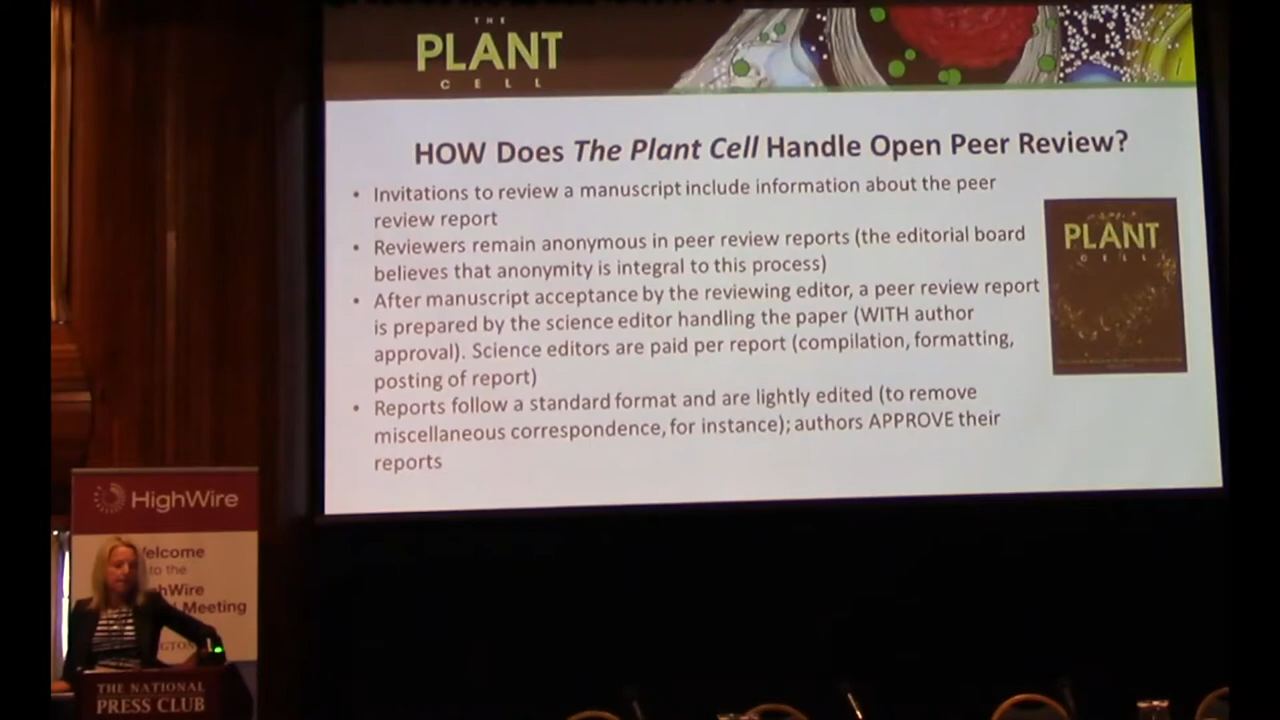 THE
PLANT
CELL
HOW Does The Plant Cell Handle Open Peer Review?
• Invitations to review a manuscript include information about the peer
review report
• Reviewers remain anonymous in peer review reports (the editorial board
believes that anonymity is integral to this process)
• After manuscript acceptance by the reviewing editor, a peer review report
is prepared by the science editor handling the paper (WITH author
approval). Science editors are paid per report (compilation, formatting,
posting of report)
• Reports follow a standard format and are lightly edited (to remove
miscellaneous correspondence, for instance); authors APPROVE their
reports
PLANT
CELL
HighWire
elcome
to the
hWire
Meeting
GTON
THE NATIONAL
PRESS CLUB